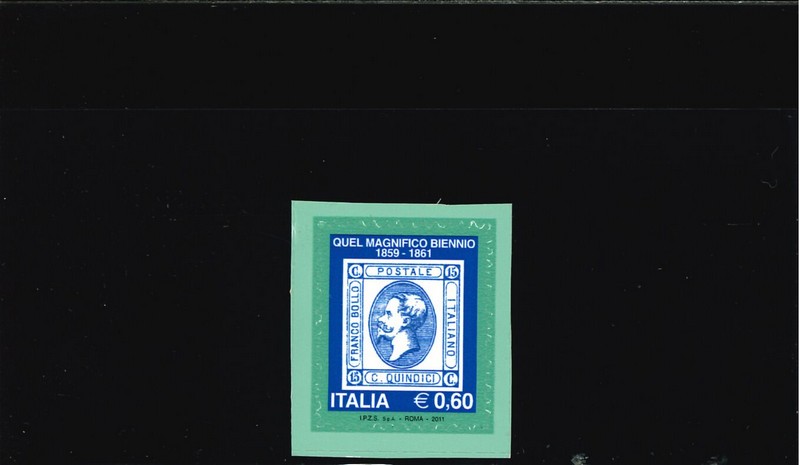 QUEL MAGNIFICO BIENNIO
1859 - 1861
C. POSTALE 15
FRANCO BOLLO
ITALIANO
15 C. QUINDICI C.
ITALIA € 0,60
I.P.Z.S. S.p.A. - ROMA - 2011